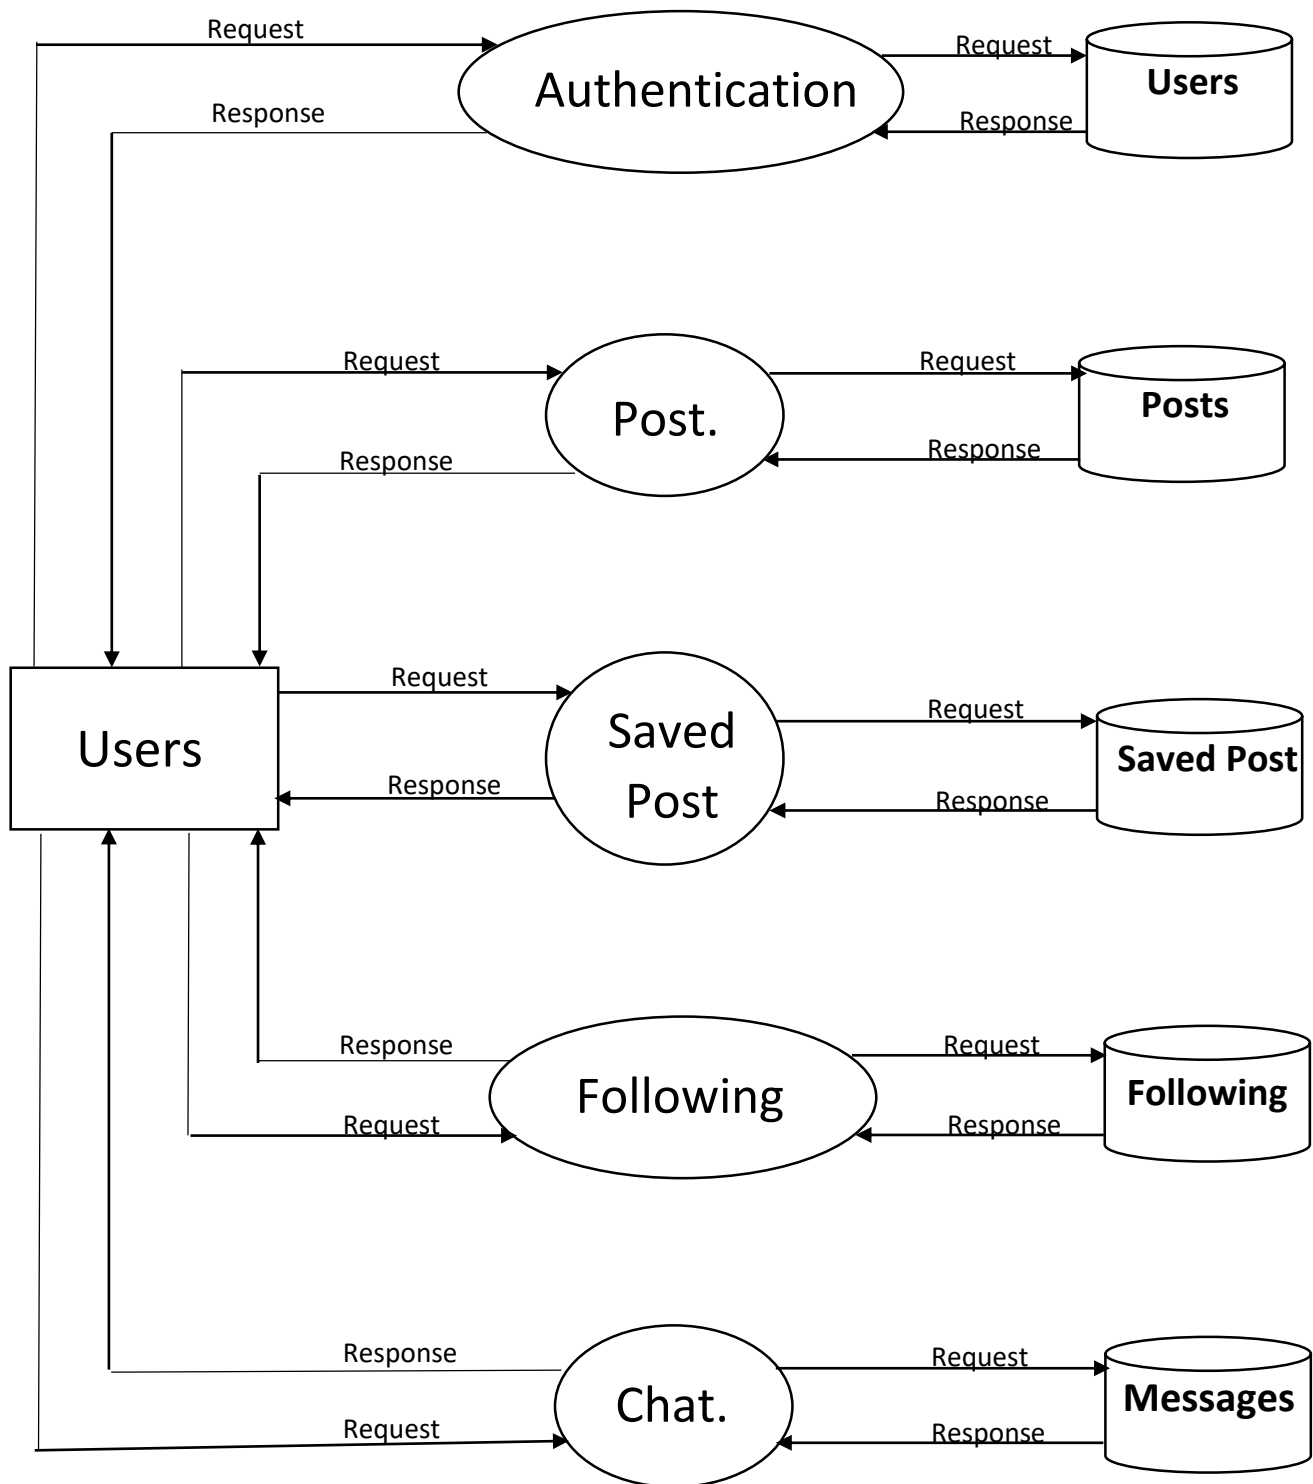 Request
Request
Authentication
Users
Response
Response
Request
Request
Post.
Posts
Response
Response
Request
Request
Saved
Post
Users
Saved Post
Response
Response
Response
Request
Following
Following
Request
Response
Response
Request
Chat.
Messages
Request
Response